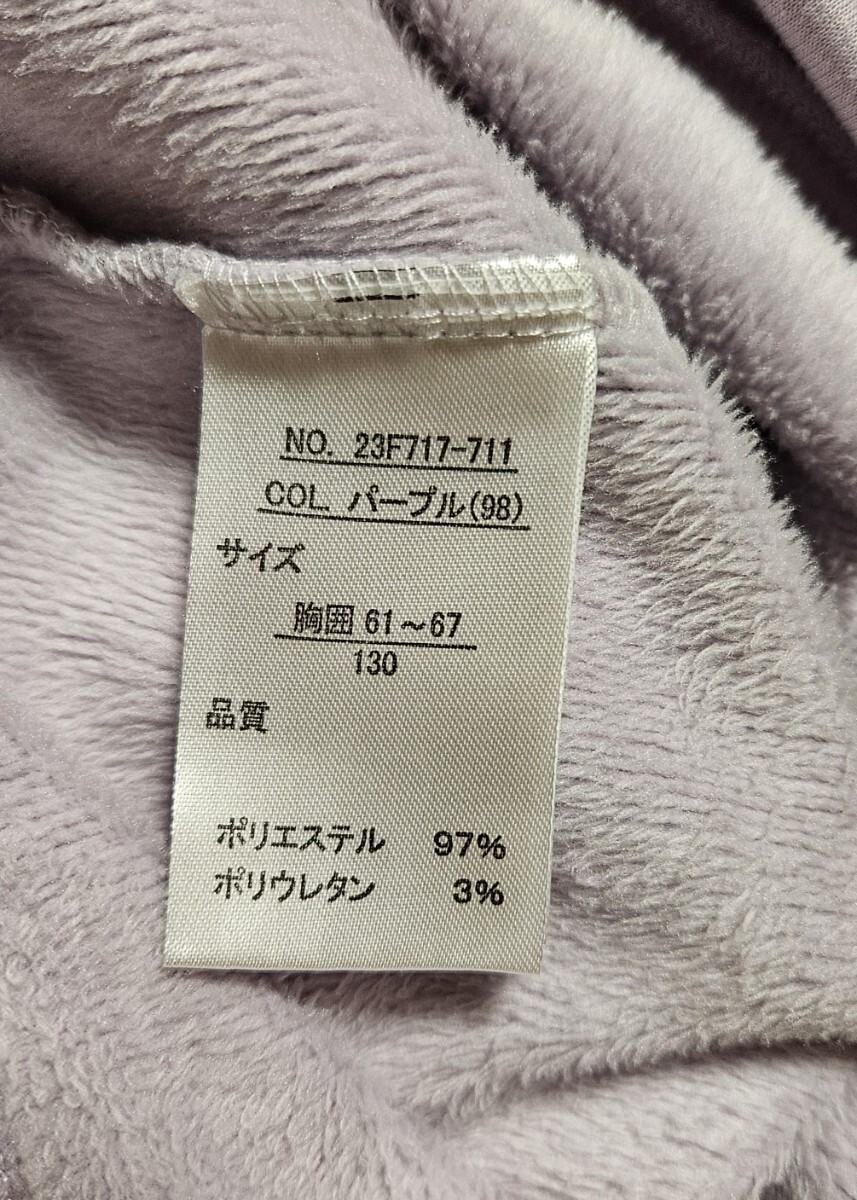 NO. 23F717-711
COL パープル(98)
サイズ
胸囲 61～67
130
品質
ポリエステル 97%
ポリウレタン 3%